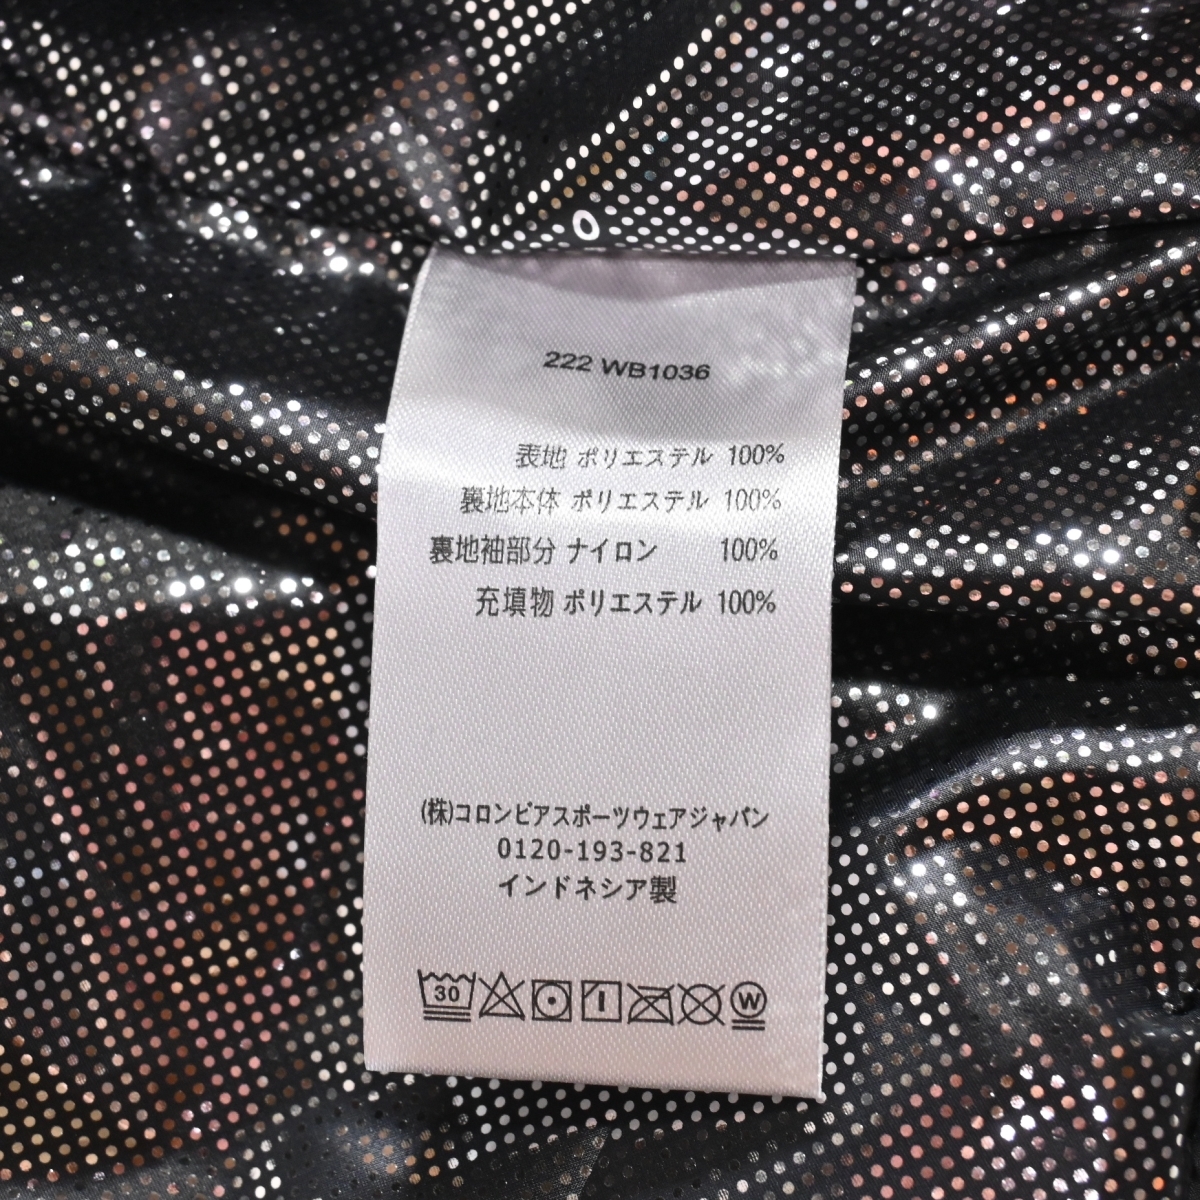 222 WB1036
表地 ポリエステル 100%
裏地本体 ポリエステル 100%
裏地袖部分 ナイロン 100%
充填物 ポリエステル 100%
(株)コロンビアスポーツウェアジャパン
0120-193-821
インドネシア製
30 W